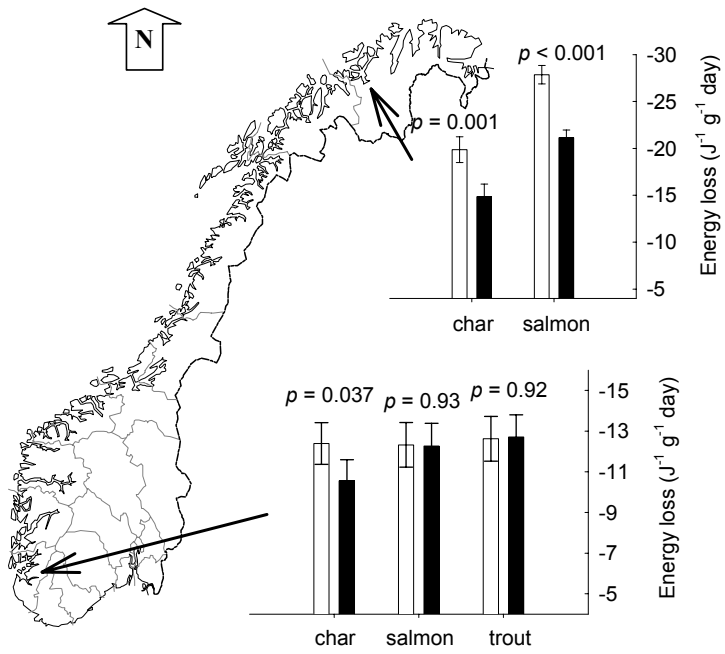 N
p < 0.001
p = 0.001
-30
-25
-20
-15
-10
-5
Energy loss (J⁻¹ g⁻¹ day)
char salmon
p = 0.037 p = 0.93 p = 0.92
-15
-13
-11
-9
-7
-5
Energy loss (J⁻¹ g⁻¹ day)
char salmon trout